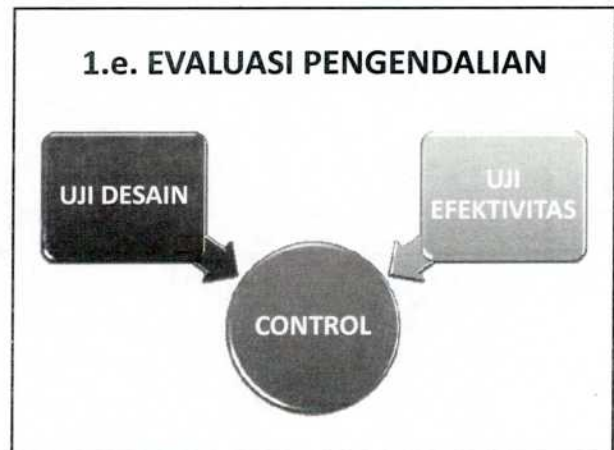 1.e. EVALUASI PENGENDALIAN
UJI DESAIN
UJI
EFEKTIVITAS
CONTROL